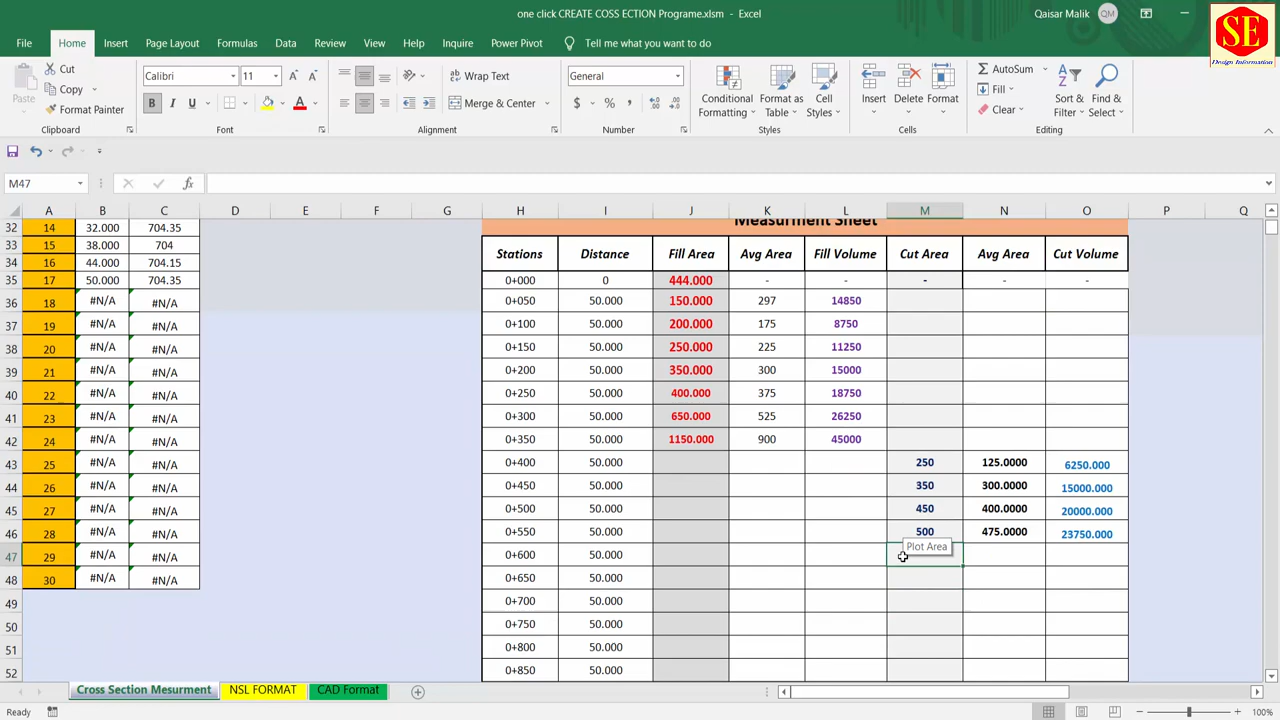 one click CREATE COSS ECTION Programe.xlsm - Excel
Qaisar Malik QM
SE
Design Information
File Home Insert Page Layout Formulas Data Review View Help Inquire Power Pivot Tell me what you want to do
Paste Cut Copy Format Painter Clipboard
Calibri 11 B I U A Font
Wrap Text Merge & Center Alignment
General $ % Number
Conditional Formatting Format as Table Cell Styles Styles
Insert Delete Format Cells
AutoSum Fill Clear Sort & Filter Find & Select Editing
M47 fx
A B C D E F G H I J K L M N O P Q
32 14 32.000 704.35 Measurment Sheet
33 15 38.000 704
34 16 44.000 704.15
Stations Distance Fill Area Avg Area Fill Volume Cut Area Avg Area Cut Volume
35 17 50.000 704.35 0+000 0 444.000 - - - - -
36 18 #N/A #N/A 0+050 50.000 150.000 297 14850
37 19 #N/A #N/A 0+100 50.000 200.000 175 8750
38 20 #N/A #N/A 0+150 50.000 250.000 225 11250
39 21 #N/A #N/A 0+200 50.000 350.000 300 15000
40 22 #N/A #N/A 0+250 50.000 400.000 375 18750
41 23 #N/A #N/A 0+300 50.000 650.000 525 26250
42 24 #N/A #N/A 0+350 50.000 1150.000 900 45000
43 25 #N/A #N/A 0+400 50.000 250 125.0000 6250.000
44 26 #N/A #N/A 0+450 50.000 350 300.0000 15000.000
45 27 #N/A #N/A 0+500 50.000 450 400.0000 20000.000
46 28 #N/A #N/A 0+550 50.000 500 475.0000 23750.000
Plot Area
47 29 #N/A #N/A 0+600 50.000
48 30 #N/A #N/A 0+650 50.000
49 0+700 50.000
50 0+750 50.000
51 0+800 50.000
52 0+850 50.000
Cross Section Mesurment NSL FORMAT CAD Format
Ready 100%